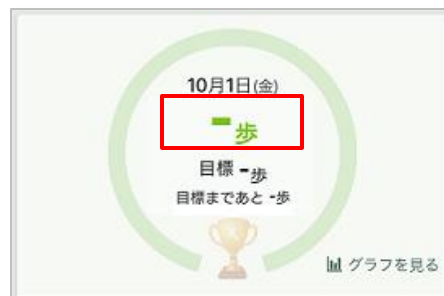 10月1日(金)
-歩
目標 -歩
目標まであと -歩
グラフを見る